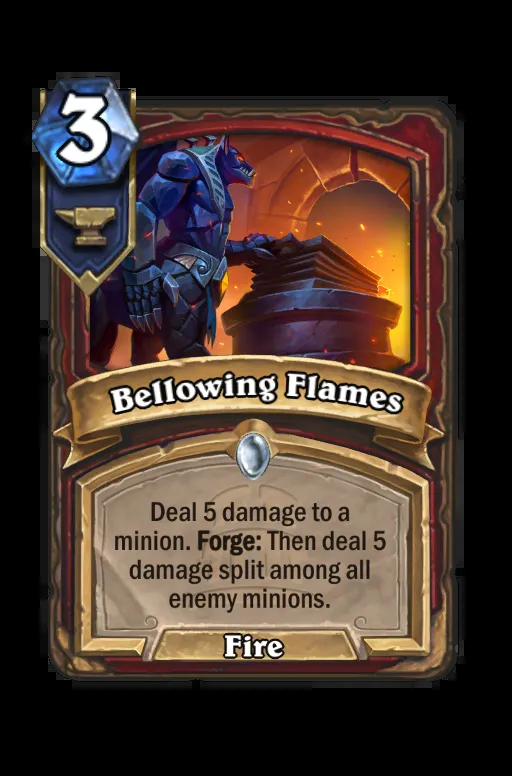 3
Bellowing Flames
Deal 5 damage to a
minion. Forge: Then deal 5
damage split among all
enemy minions.
Fire